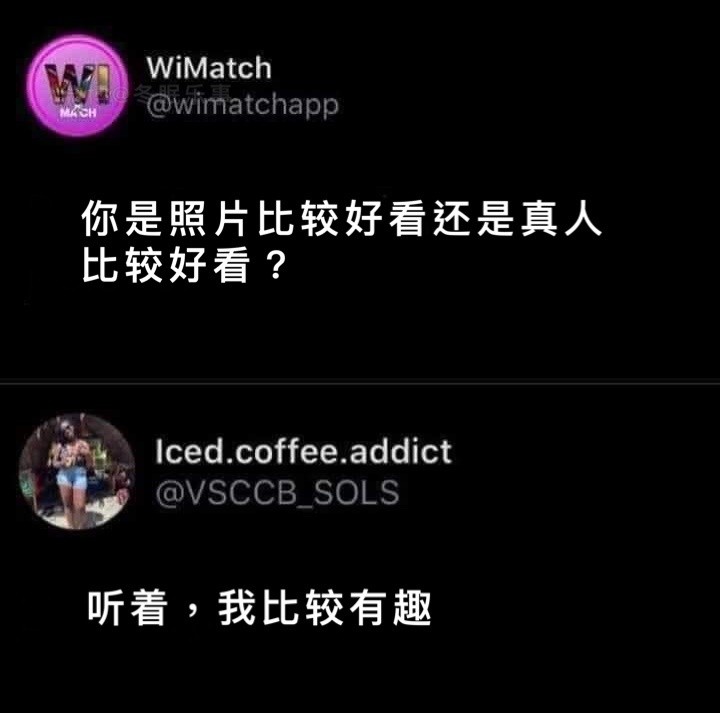 WI
MATCH
WiMatch
@冬眠乐事
@wimatchapp
你是照片比较好看还是真人
比较好看？
Iced.coffee.addict
@VSCCB_SOLS
听着，我比较有趣